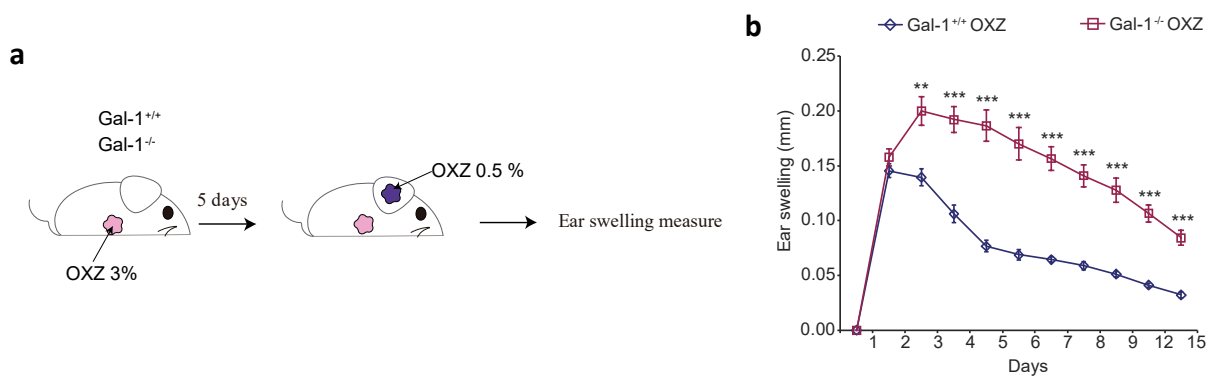 a
Gal-1+/+
Gal-1-/-
OXZ 3%
5 days
OXZ 0.5 %
Ear swelling measure
b
Gal-1+/+ OXZ
Gal-1-/- OXZ
Ear swelling (mm)
0.25
0.20
0.15
0.10
0.05
0.00
** *** *** *** *** *** *** *** ***
1 2 3 4 5 6 7 8 9 12 15
Days